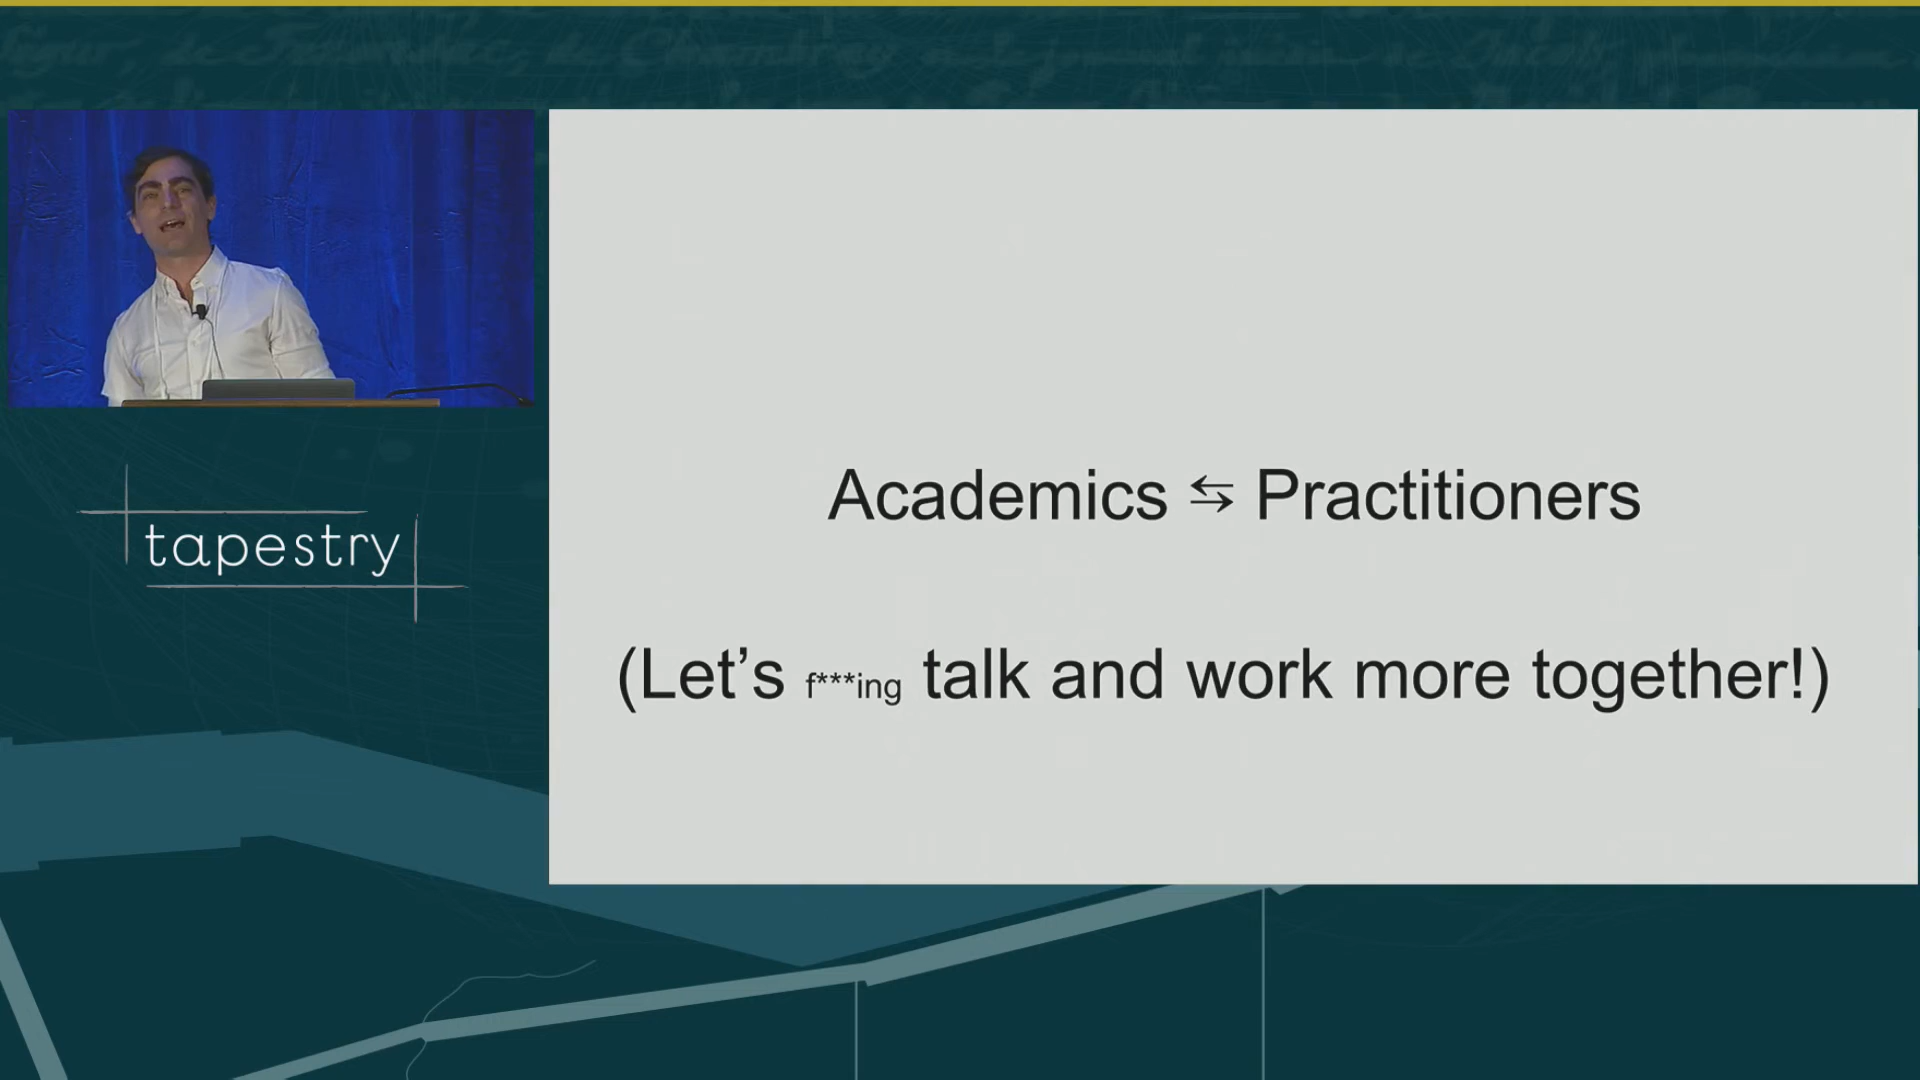 tapestry
Academics ⇆ Practitioners
(Let’s f***ing talk and work more together!)